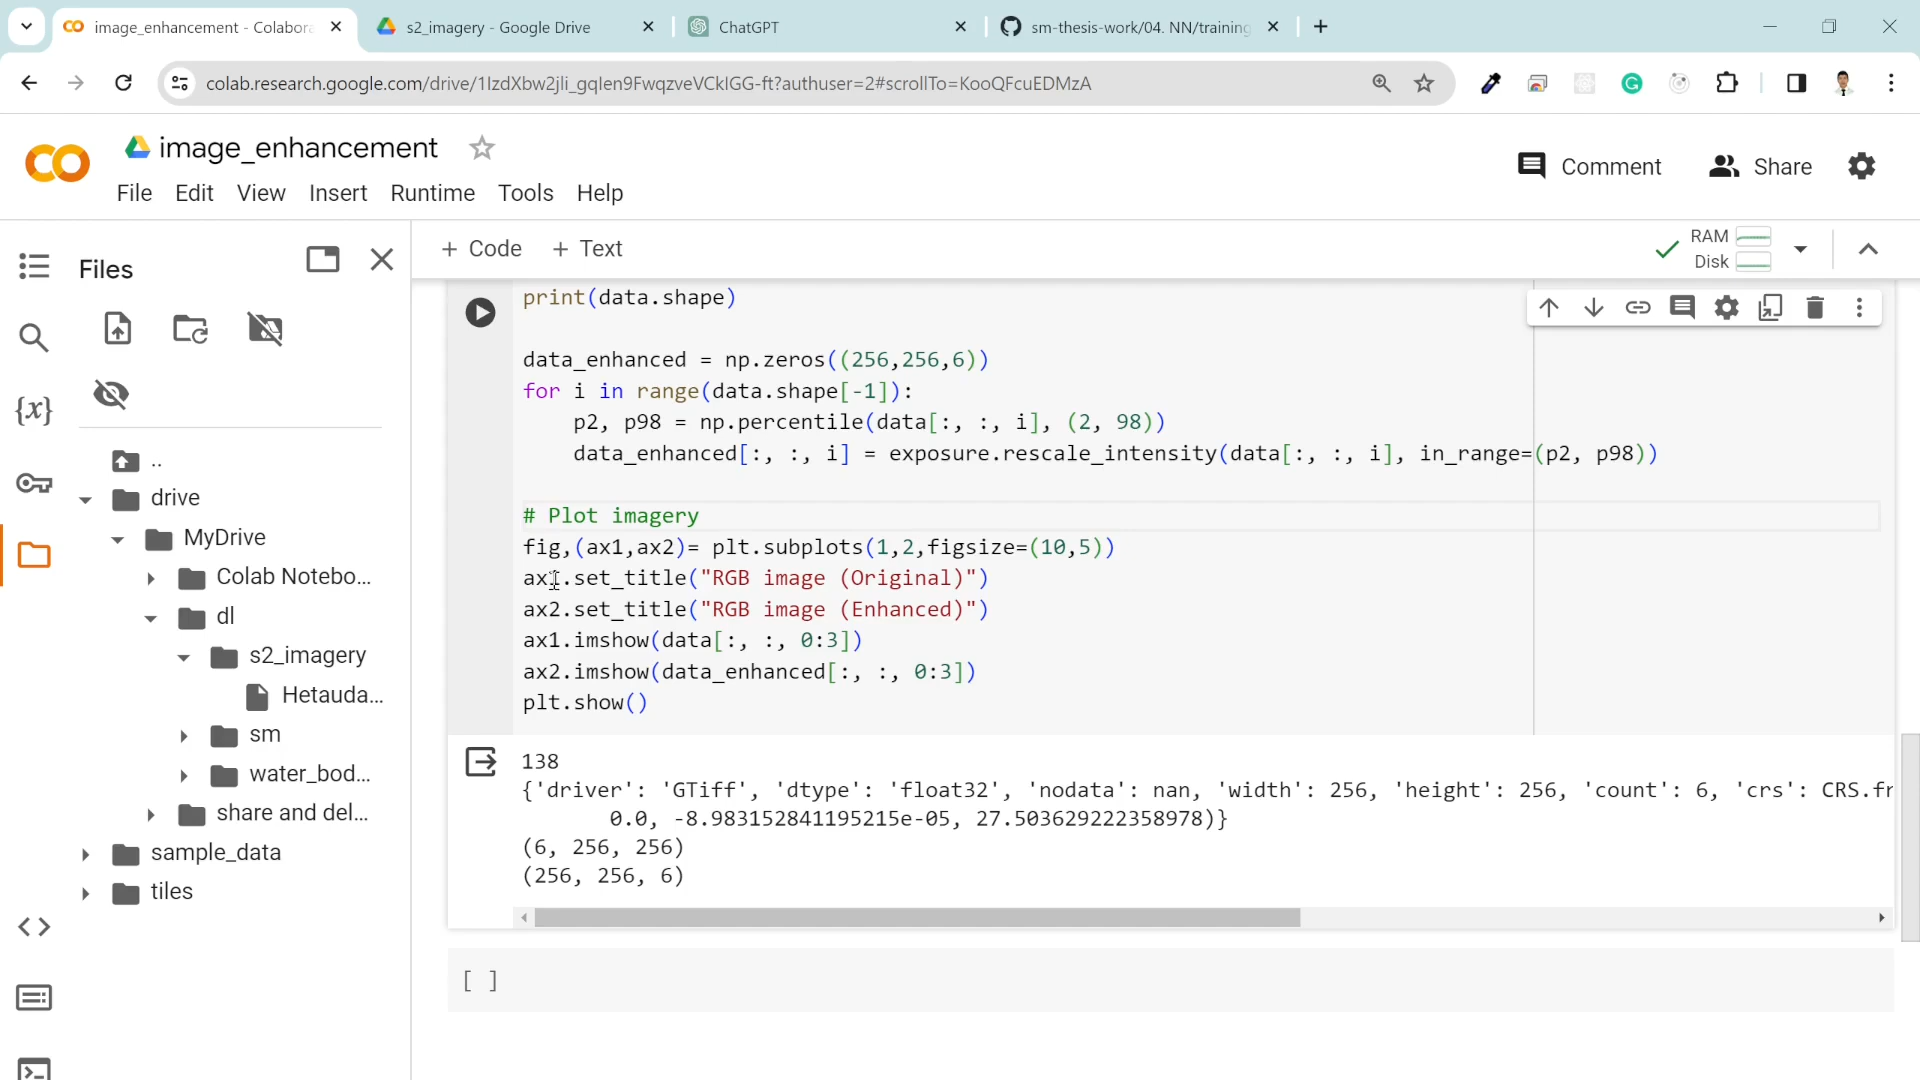 image_enhancement - Colabora
s2_imagery - Google Drive
ChatGPT
sm-thesis-work/04. NN/training
colab.research.google.com/drive/1IzdXbw2jli_gqIen9FwqzveVCklGG-ft?authuser=2#scrollTo=KooQFcuEDMzA
CO
image_enhancement
File Edit View Insert Runtime Tools Help
Comment
Share
Files
+ Code + Text
RAM
Disk
{x}
..
drive
MyDrive
Colab Notebo...
dl
s2_imagery
Hetauda...
sm
water_bod...
share and del...
sample_data
tiles
print(data.shape)
data_enhanced = np.zeros((256,256,6))
for i in range(data.shape[-1]):
p2, p98 = np.percentile(data[:, :, i], (2, 98))
data_enhanced[:, :, i] = exposure.rescale_intensity(data[:, :, i], in_range=(p2, p98))
# Plot imagery
fig,(ax1,ax2)= plt.subplots(1,2,figsize=(10,5))
ax1.set_title("RGB image (Original)")
ax2.set_title("RGB image (Enhanced)")
ax1.imshow(data[:, :, 0:3])
ax2.imshow(data_enhanced[:, :, 0:3])
plt.show()
138
{'driver': 'GTiff', 'dtype': 'float32', 'nodata': nan, 'width': 256, 'height': 256, 'count': 6, 'crs': CRS.fr
0.0, -8.983152841195215e-05, 27.503629222358978)}
(6, 256, 256)
(256, 256, 6)
[ ]